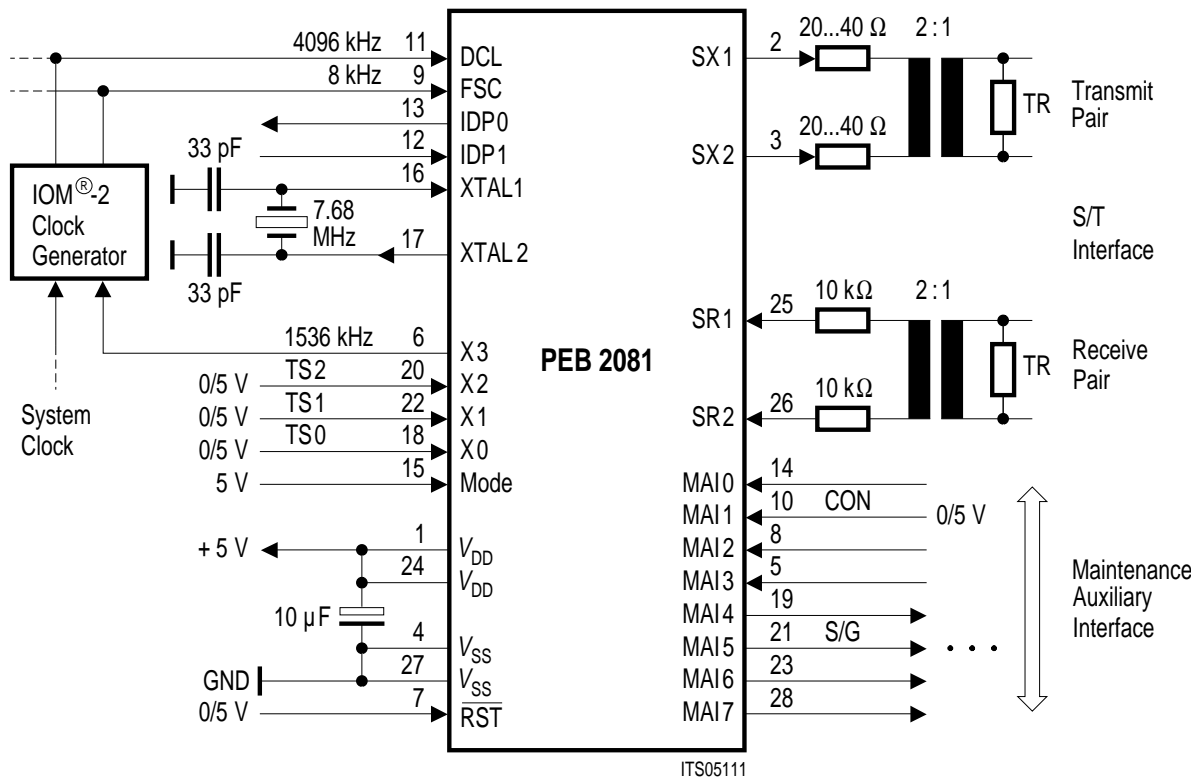 4096 kHz 11 DCL
8 kHz 9 FSC
13 IDP0
12 IDP1
33 pF
16 XTAL1
7.68
MHz
17 XTAL2
33 pF
IOM®-2
Clock
Generator
System
Clock
1536 kHz 6 X3
0/5 V TS2 20 X2
0/5 V TS1 22 X1
0/5 V TS0 18 X0
5 V 15 Mode
+ 5 V 1 VDD
24 VDD
10 µF
4 VSS
GND 27 VSS
0/5 V 7 RST
PEB 2081
SX1 2 20...40 Ω 2 : 1
SX2 3 20...40 Ω
TR
Transmit
Pair
S/T
Interface
SR1 25 10 kΩ 2 : 1
SR2 26 10 kΩ
TR
Receive
Pair
MAI0 14
MAI1 10 CON 0/5 V
MAI2 8
MAI3 5
MAI4 19
MAI5 21 S/G
MAI6 23
MAI7 28
Maintenance
Auxiliary
Interface
ITS05111